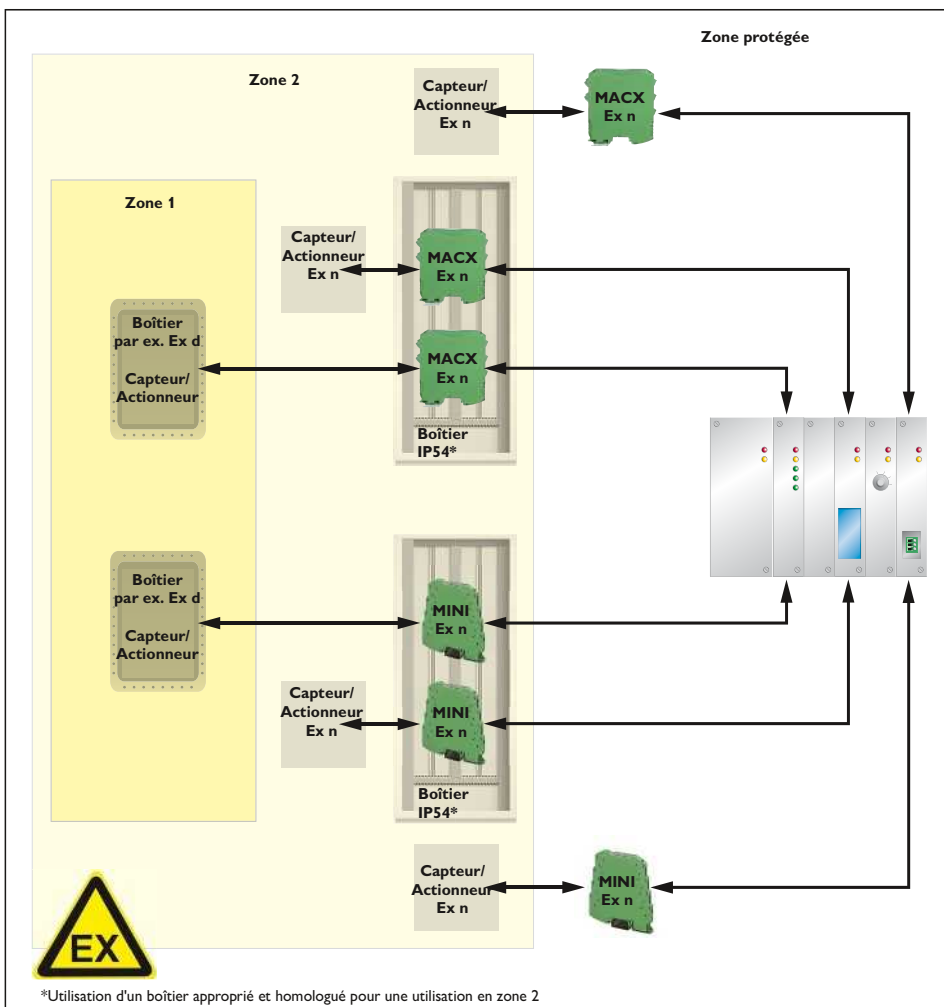 Zone protégée
Zone 2
Capteur/
Actionneur
Ex n
MACX
Ex n
Zone 1
Capteur/
Actionneur
Ex n
MACX
Ex n
Boîtier
par ex. Ex d
Capteur/
Actionneur
MACX
Ex n
Boîtier
IP54*
Boîtier
par ex. Ex d
Capteur/
Actionneur
MINI
Ex n
Capteur/
Actionneur
Ex n
MINI
Ex n
Boîtier
IP54*
Capteur/
Actionneur
Ex n
MINI
Ex n
EX
*Utilisation d'un boîtier approprié et homologué pour une utilisation en zone 2